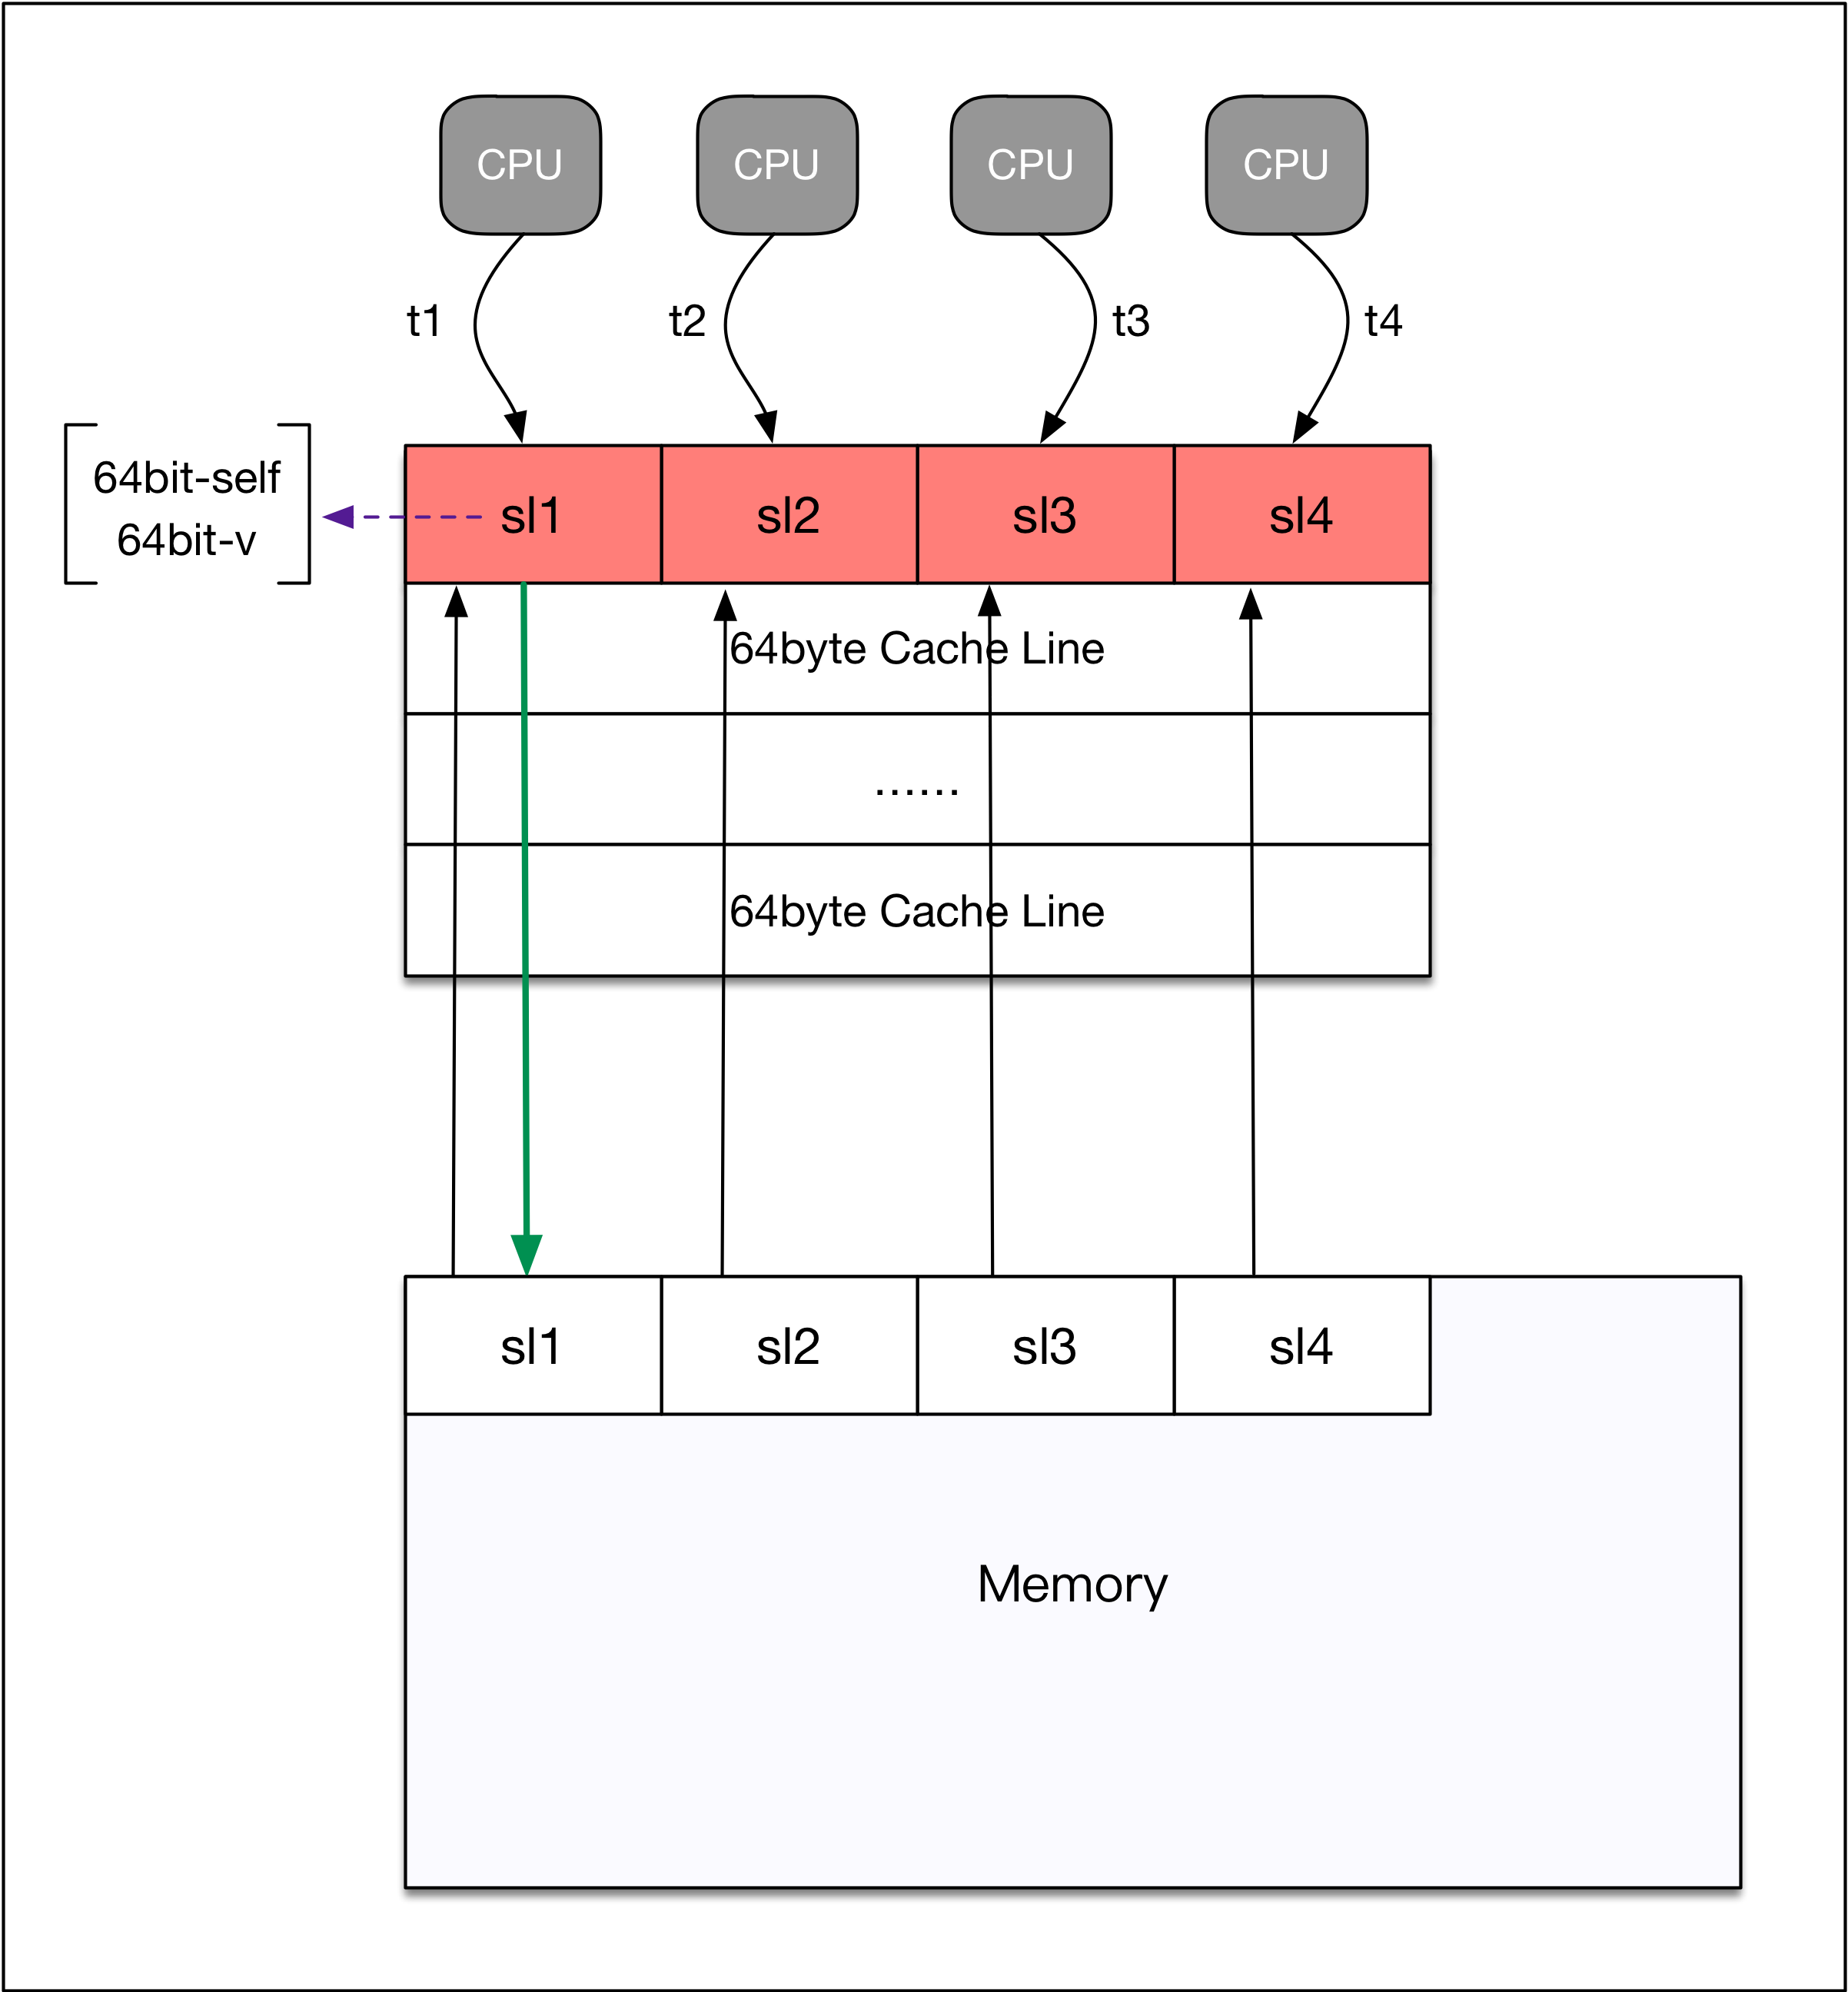 CPU CPU CPU CPU
t1 t2 t3 t4
64bit-self
64bit-v
sl1 sl2 sl3 sl4
64byte Cache Line
......
64byte Cache Line
sl1 sl2 sl3 sl4
Memory